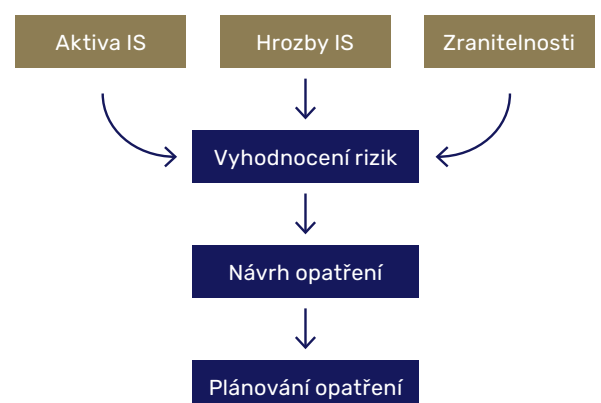 Aktiva IS
Hrozby IS
Zranitelnosti
Vyhodnocení rizik
Návrh opatření
Plánování opatření